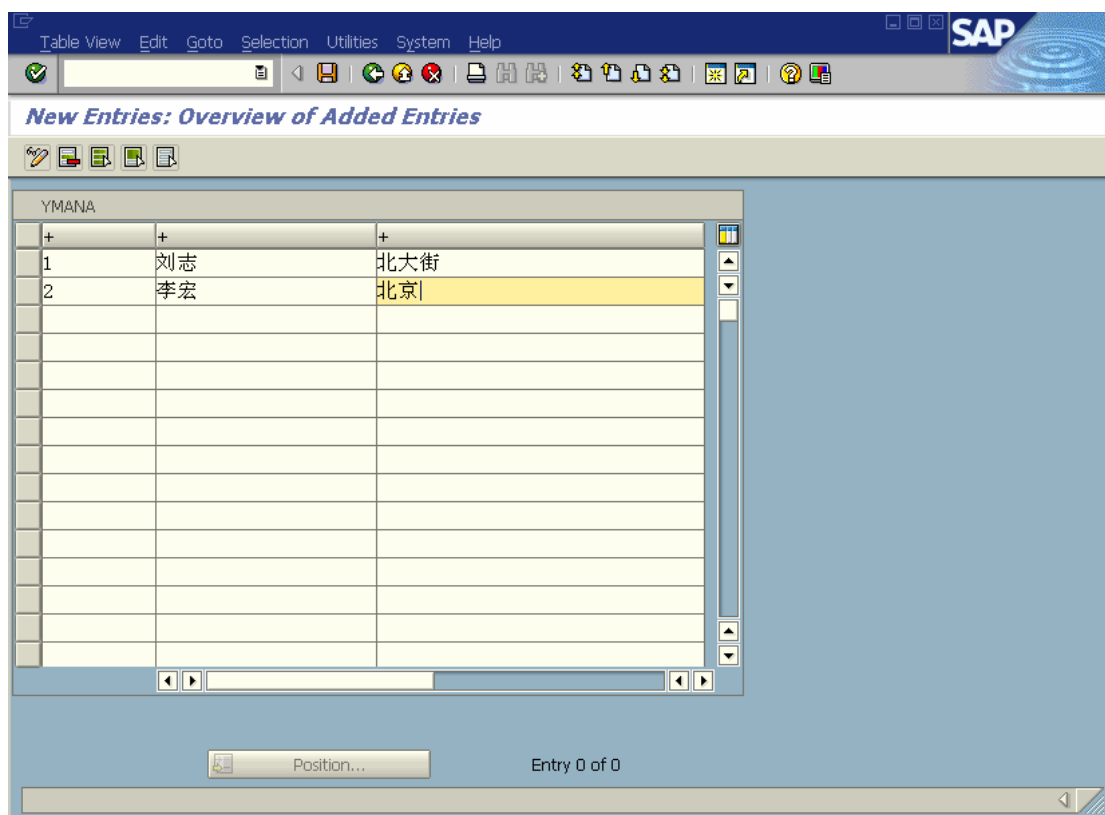 Table View Edit Goto Selection Utilities System Help
SAP
New Entries: Overview of Added Entries
YMANA
+ + +
1 刘志 北大街
2 李宏 北京
Position... Entry 0 of 0